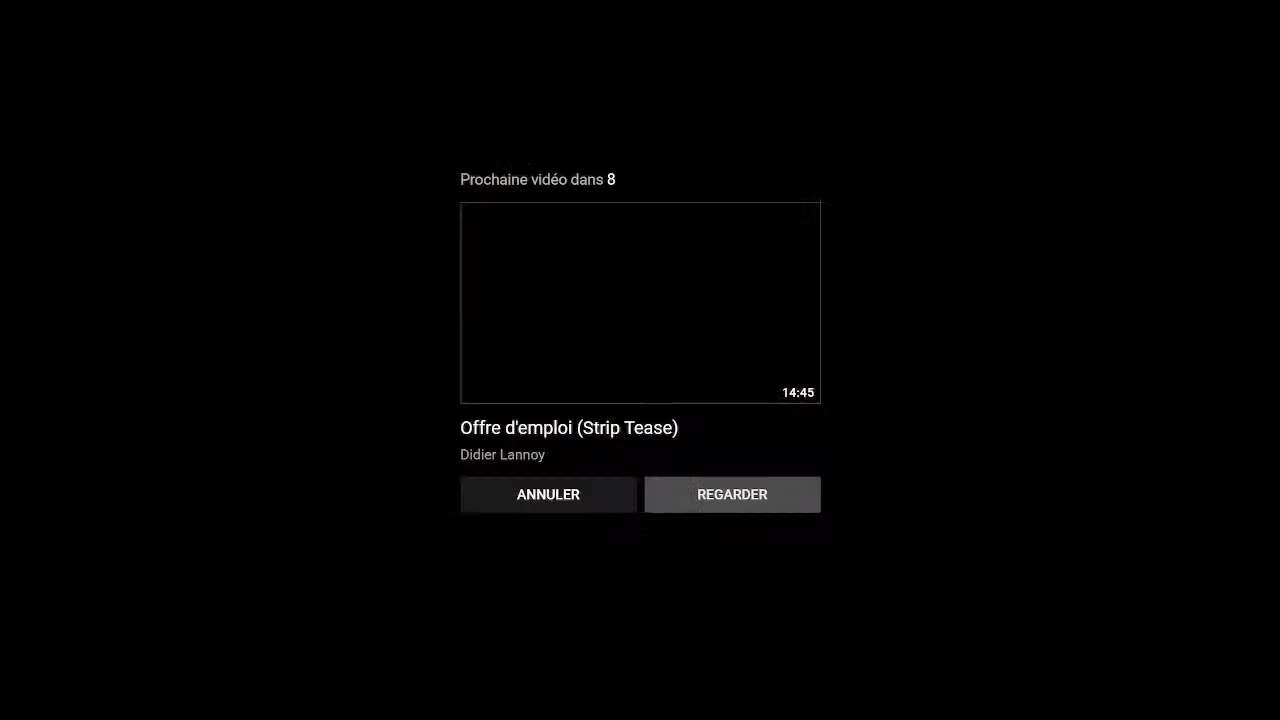 Prochaine vidéo dans 8
14:45
Offre d'emploi (Strip Tease)
Didier Lannoy
ANNULER
REGARDER